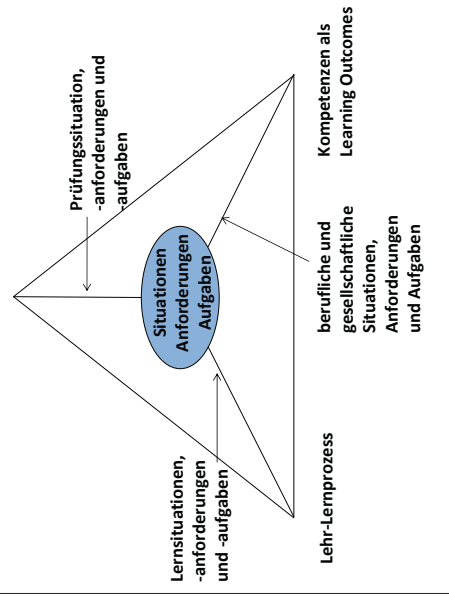 Prüfungssituation,
-anforderungen und
-aufgaben
Situationen
Anforderungen
Aufgaben
Lernsituationen,
-anforderungen
und -aufgaben
Lehr-Lernprozess
berufliche und
gesellschaftliche
Situationen,
Anforderungen
und Aufgaben
Kompetenzen als
Learning Outcomes